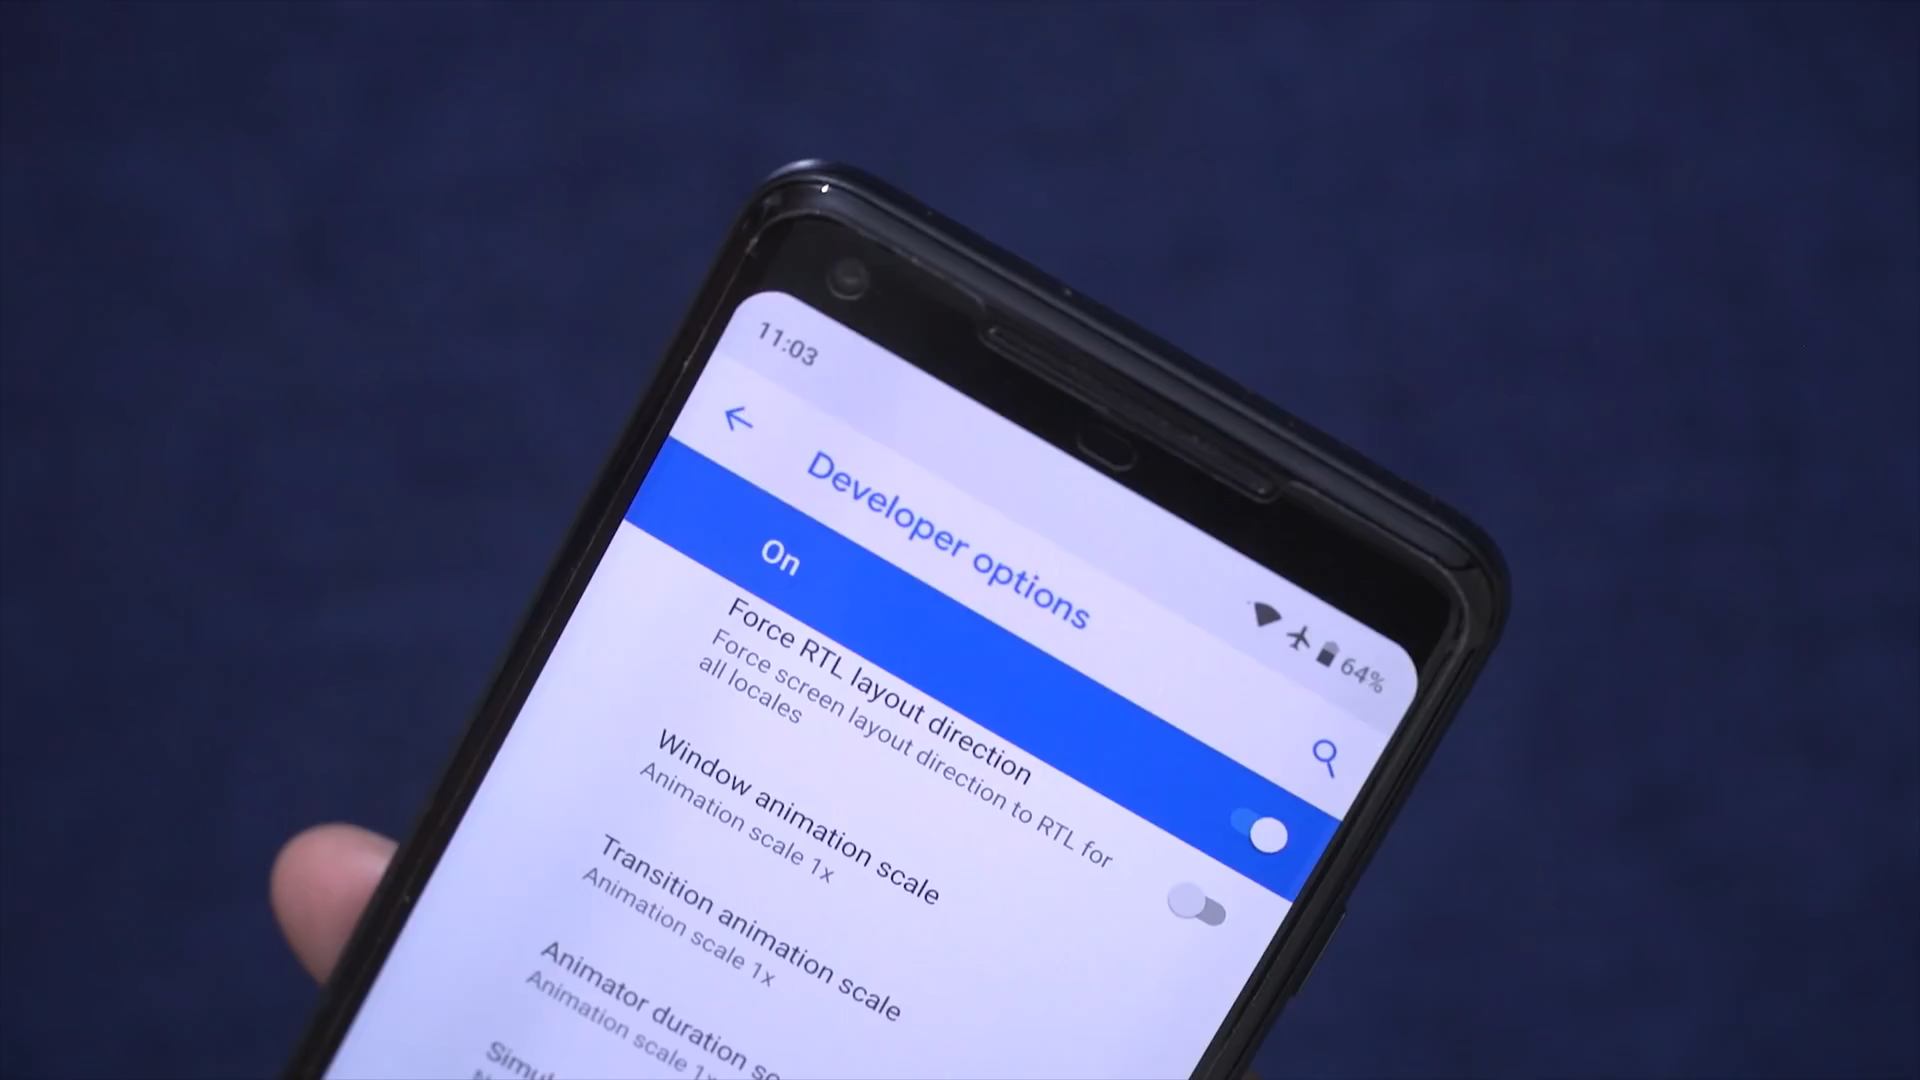 11:03
64%
Developer options
On
Force RTL layout direction
Force screen layout direction to RTL for
all locales
Window animation scale
Animation scale 1x
Transition animation scale
Animation scale 1x
Animator duration
Animation scale 1x